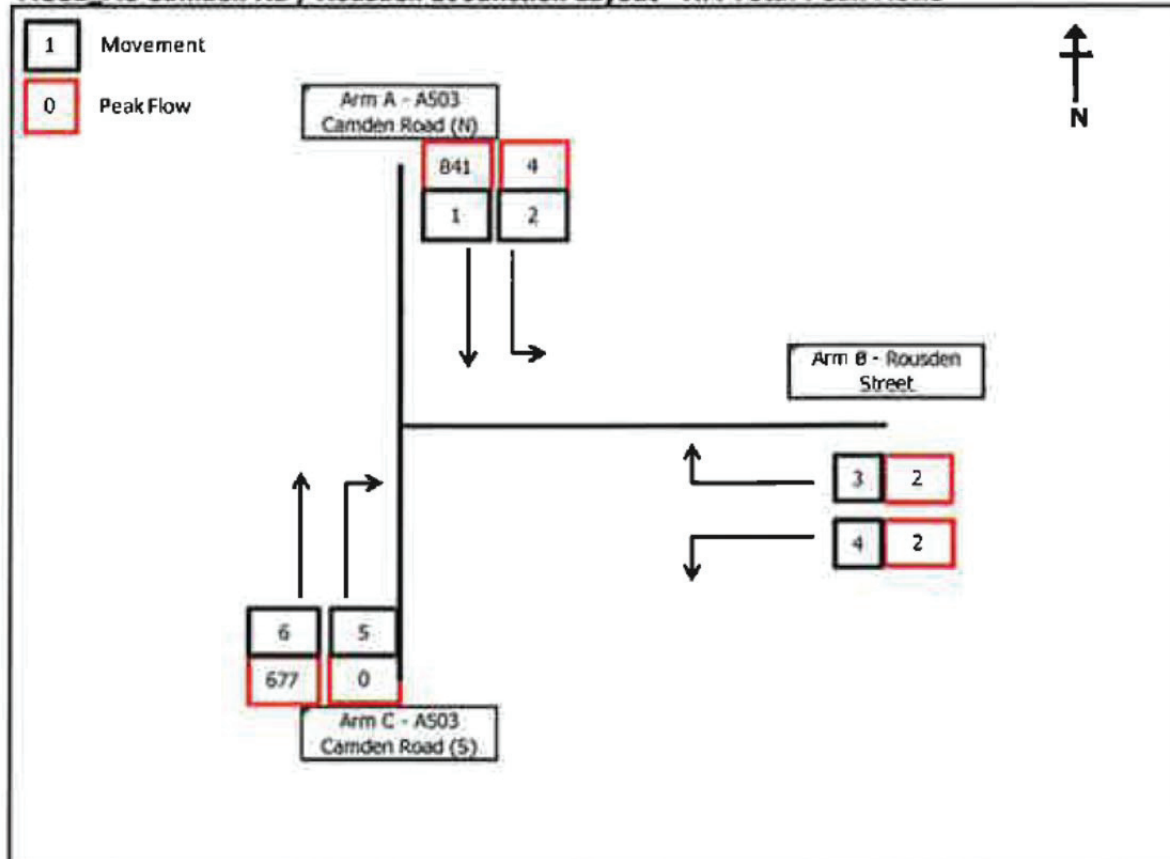 1 Movement
0 Peak Flow
N
Arm A - A503
Camden Road (N)
841 4
1 2
Arm B - Rousden
Street
3 2
4 2
6 5
677 0
Arm C - A503
Camden Road (S)